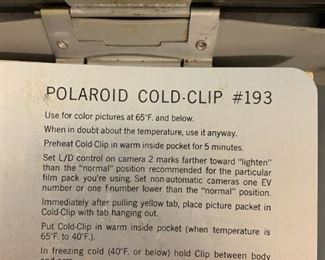 POLAROID COLD-CLIP #193
Use for color pictures at 65°F. and below.
When in doubt about the temperature, use it anyway.
Preheat Cold-Clip in warm inside pocket for 5 minutes.
Set L/D control on camera 2 marks farther toward "lighten"
than the "normal" position recommended for the particular
film pack you're using. Set non automatic cameras one EV
number or one f-number lower than the "normal" position.
Immediately after pulling yellow tab, place picture packet in
Cold-Clip with tab hanging out.
Put Cold-Clip in warm inside pocket (when temperature is
65°F. to 40°F.).
In freezing cold (40°F. or below) hold Clip between body
and arm